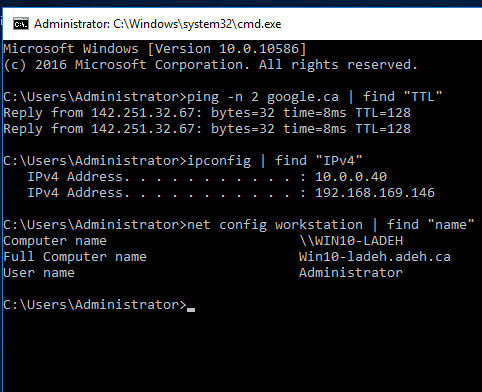 Administrator: C:\Windows\system32\cmd.exe
Microsoft Windows [Version 10.0.10586]
(c) 2016 Microsoft Corporation. All rights reserved.
C:\Users\Administrator>ping -n 2 google.ca | find "TTL"
Reply from 142.251.32.67: bytes=32 time=8ms TTL=128
Reply from 142.251.32.67: bytes=32 time=8ms TTL=128
C:\Users\Administrator>ipconfig | find "IPv4"
IPv4 Address. . . . . . . . . . . : 10.0.0.40
IPv4 Address. . . . . . . . . . . : 192.168.169.146
C:\Users\Administrator>net config workstation | find "name"
Computer name \\WIN10-LADEH
Full Computer name Win10-ladeh.adeh.ca
User name Administrator
C:\Users\Administrator>